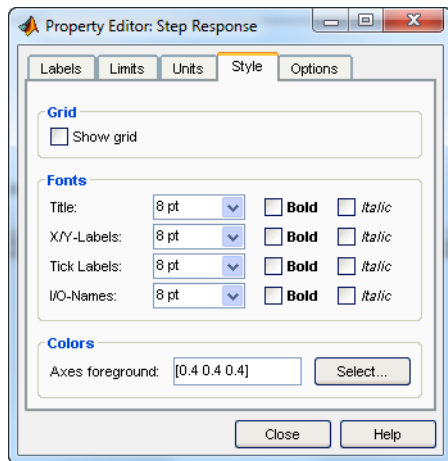 Property Editor: Step Response
Labels Limits Units Style Options
Grid
Show grid
Fonts
Title: 8 pt Bold Italic
X/Y-Labels: 8 pt Bold Italic
Tick Labels: 8 pt Bold Italic
I/O-Names: 8 pt Bold Italic
Colors
Axes foreground: [0.4 0.4 0.4] Select...
Close Help